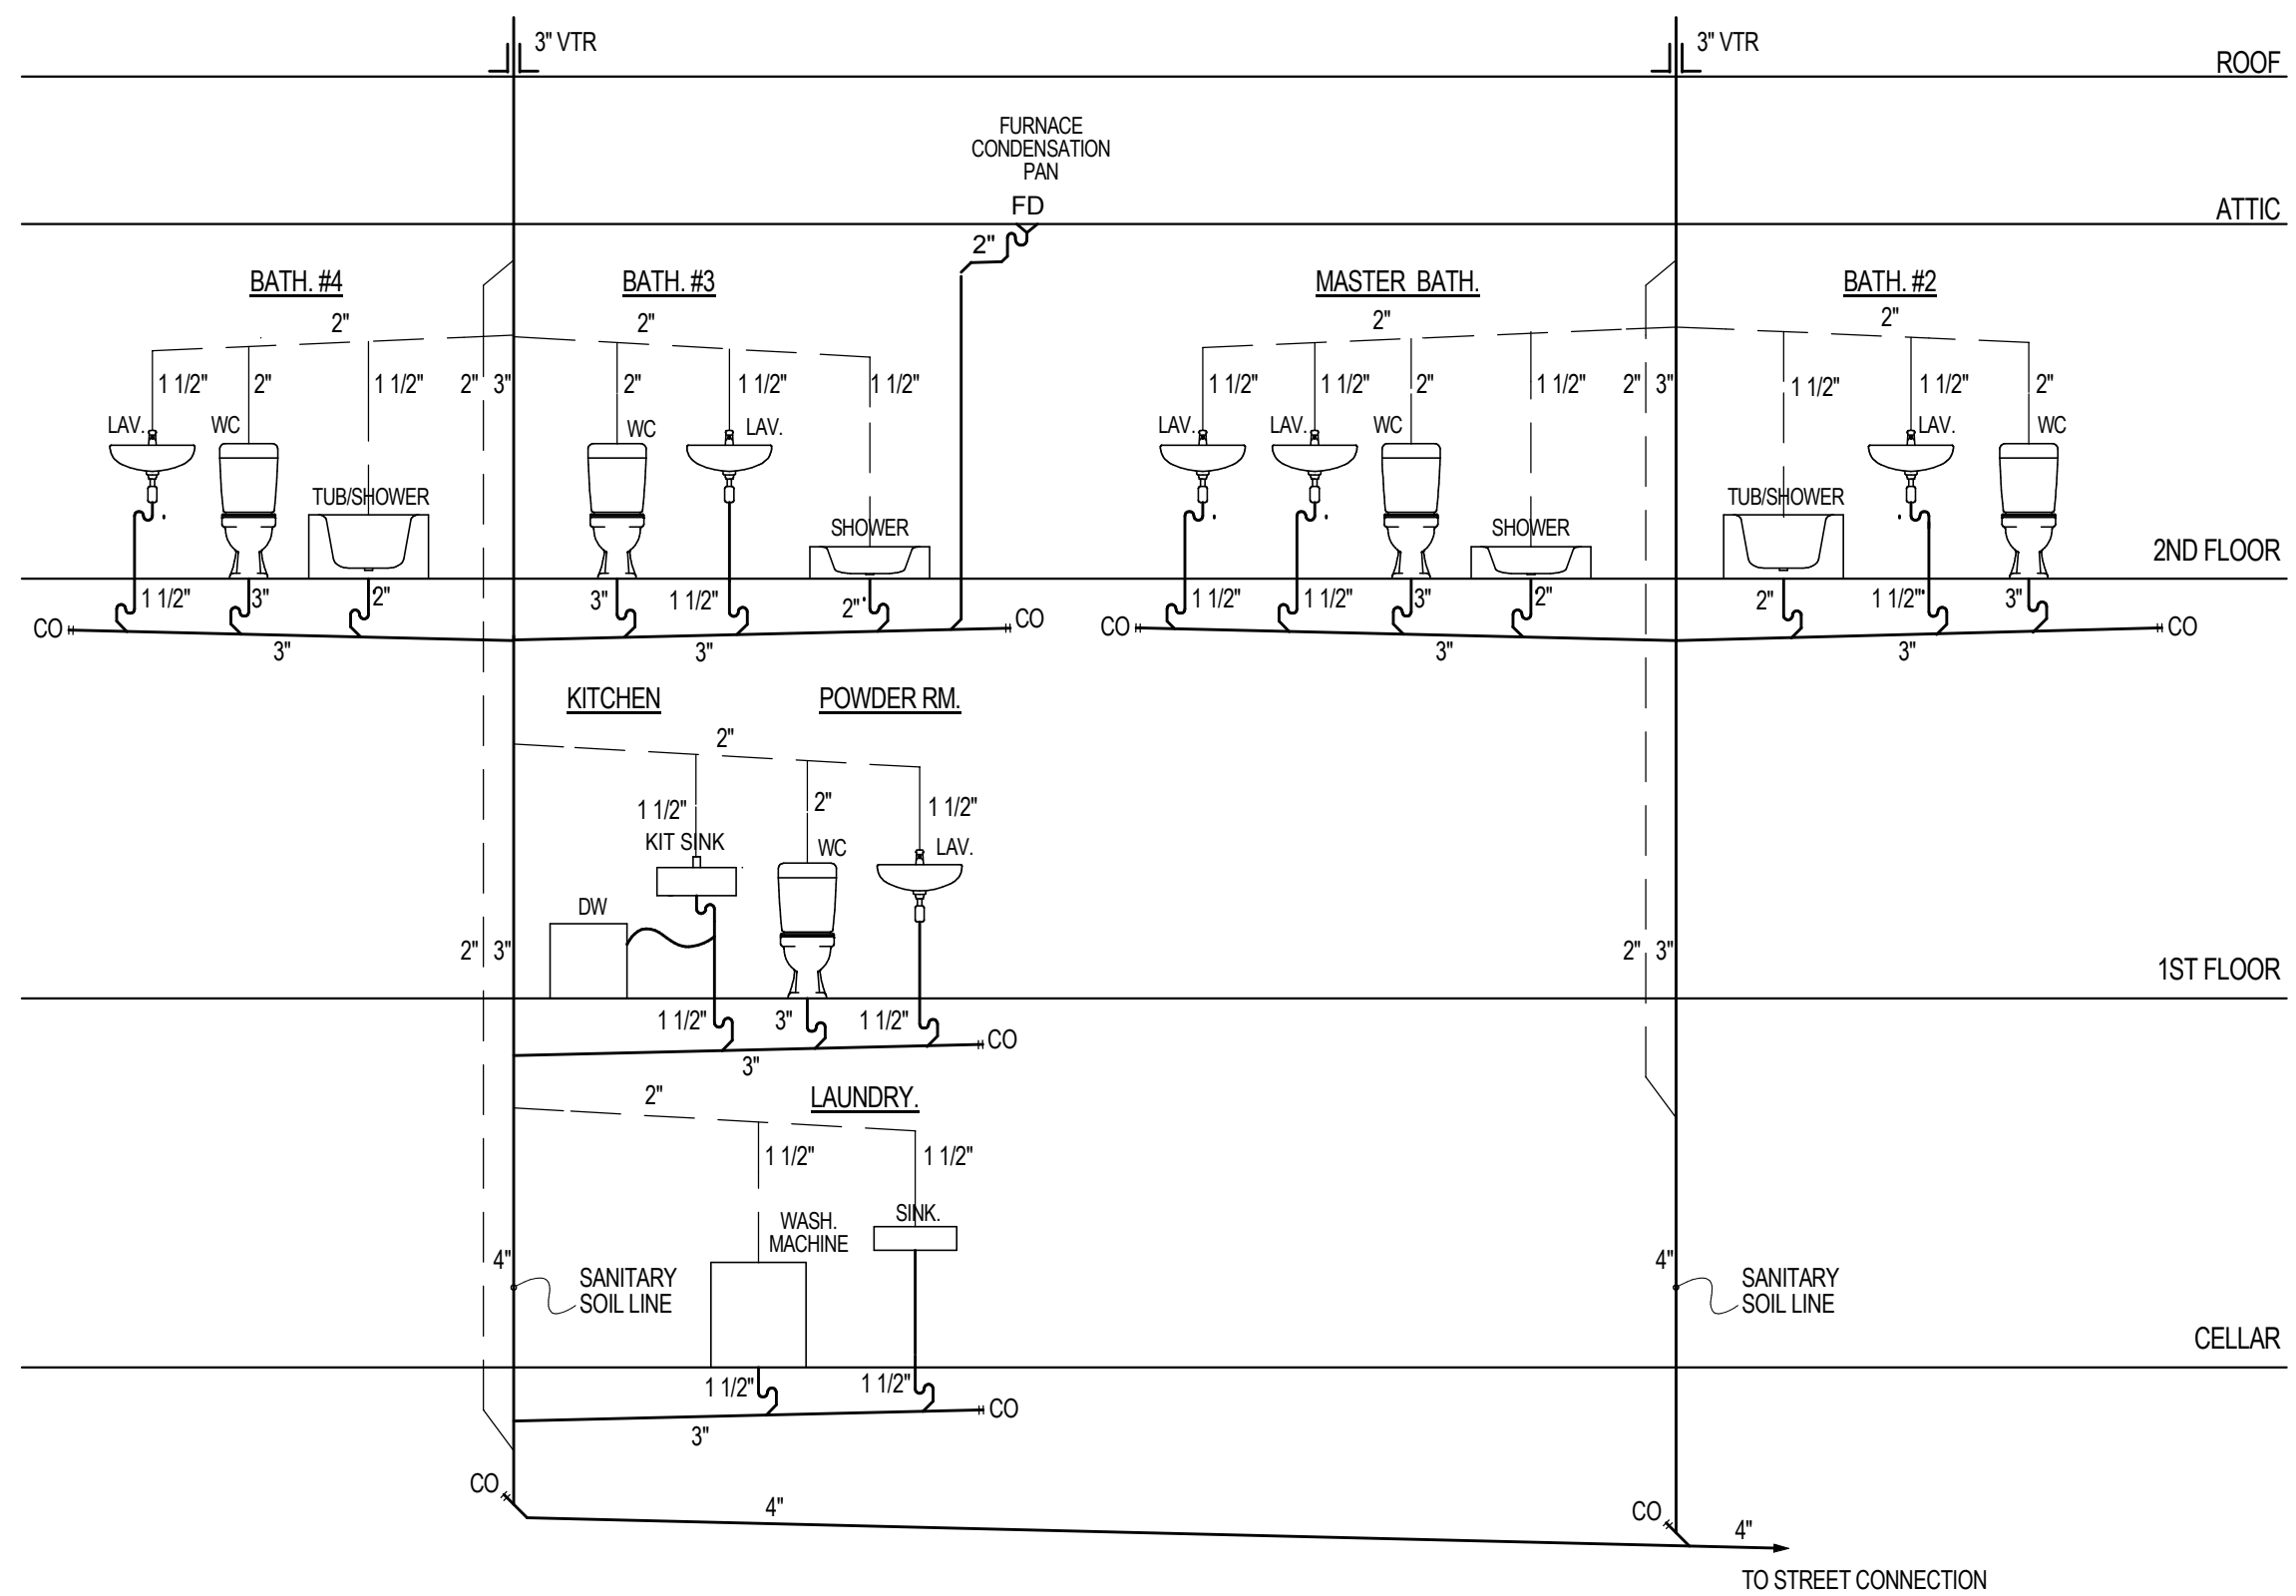 3" VTR
3" VTR
ROOF
FURNACE
CONDENSATION
PAN
FD
ATTIC
2"
BATH. #4
BATH. #3
MASTER BATH.
BATH. #2
2"
2"
2"
2"
1 1/2"
2"
1 1/2"
2"
3"
2"
1 1/2"
1 1/2"
1 1/2"
1 1/2"
2"
1 1/2"
2"
3"
1 1/2"
1 1/2"
2"
LAV.
WC
WC
LAV.
LAV.
LAV.
WC
LAV.
WC
TUB/SHOWER
SHOWER
SHOWER
TUB/SHOWER
2ND FLOOR
1 1/2"
3"
2"
3"
1 1/2"
2"
1 1/2"
1 1/2"
3"
2"
2"
1 1/2"
3"
CO
CO
CO
CO
3"
3"
3"
3"
KITCHEN
POWDER RM.
2"
1 1/2"
2"
1 1/2"
KIT SINK
WC
LAV.
DW
2"
3"
2"
3"
1ST FLOOR
1 1/2"
3"
1 1/2"
CO
3"
2"
LAUNDRY.
1 1/2"
1 1/2"
WASH.
MACHINE
SINK.
4"
4"
SANITARY
SOIL LINE
SANITARY
SOIL LINE
CELLAR
1 1/2"
1 1/2"
CO
3"
CO
4"
CO
4"
TO STREET CONNECTION